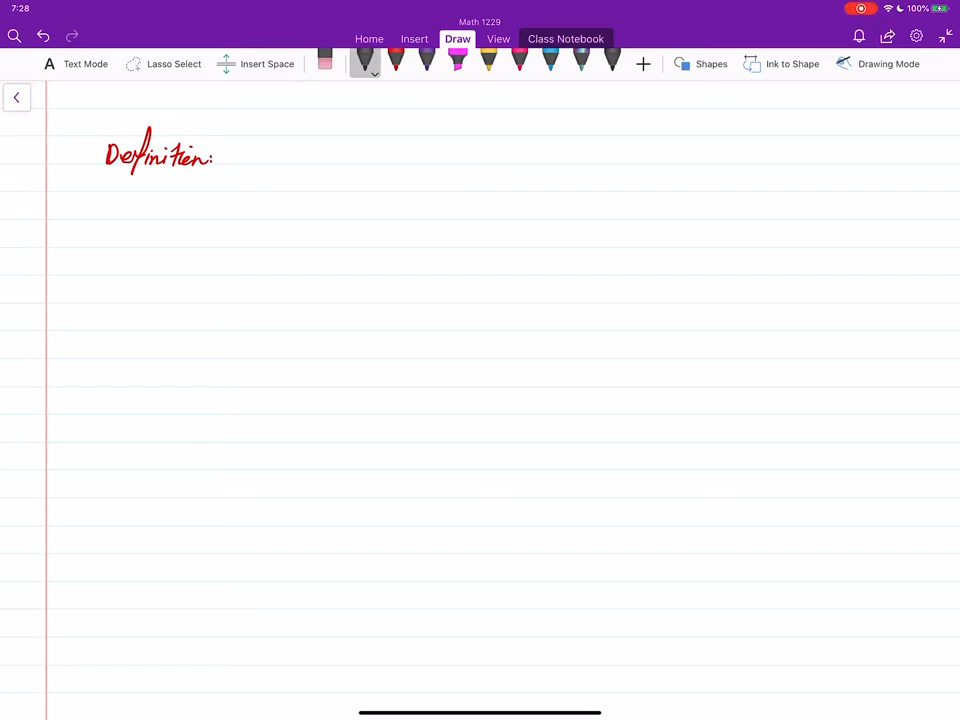 7:28
100%
Math 1229
Home Insert Draw View Class Notebook
A Text Mode Lasso Select Insert Space Shapes Ink to Shape Drawing Mode
Definition: